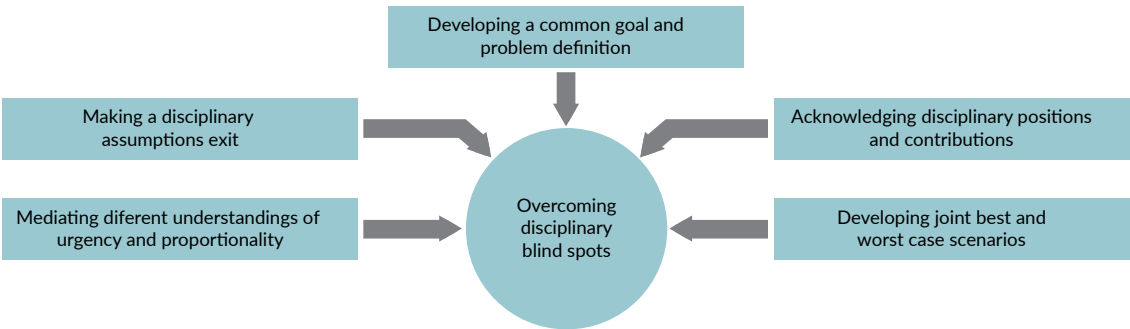 Developing a common goal and
problem definition
Making a disciplinary
assumptions exit
Acknowledging disciplinary positions
and contributions
Mediating diferent understandings of
urgency and proportionality
Overcoming
disciplinary
blind spots
Developing joint best and
worst case scenarios